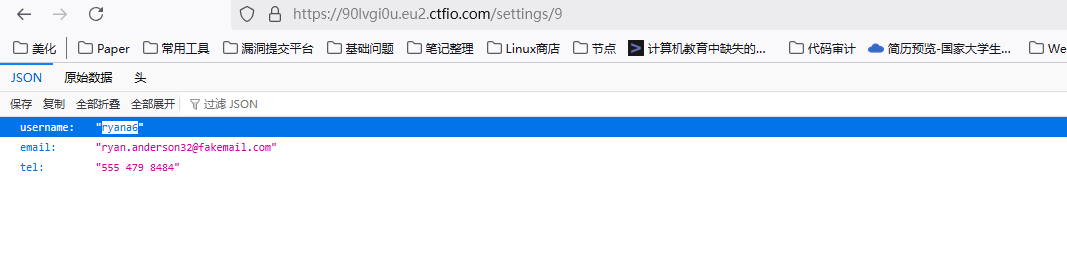 https://90lvgi0u.eu2.ctfio.com/settings/9
美化 Paper 常用工具 漏洞提交平台 基础问题 笔记整理 Linux商店 节点 计算机教育中缺失的... 代码审计 简历预览-国家大学生... We
JSON 原始数据 头
保存 复制 全部折叠 全部展开 过滤 JSON
username: "ryana6"
email: "ryan.anderson32@fakemail.com"
tel: "555 479 8484"